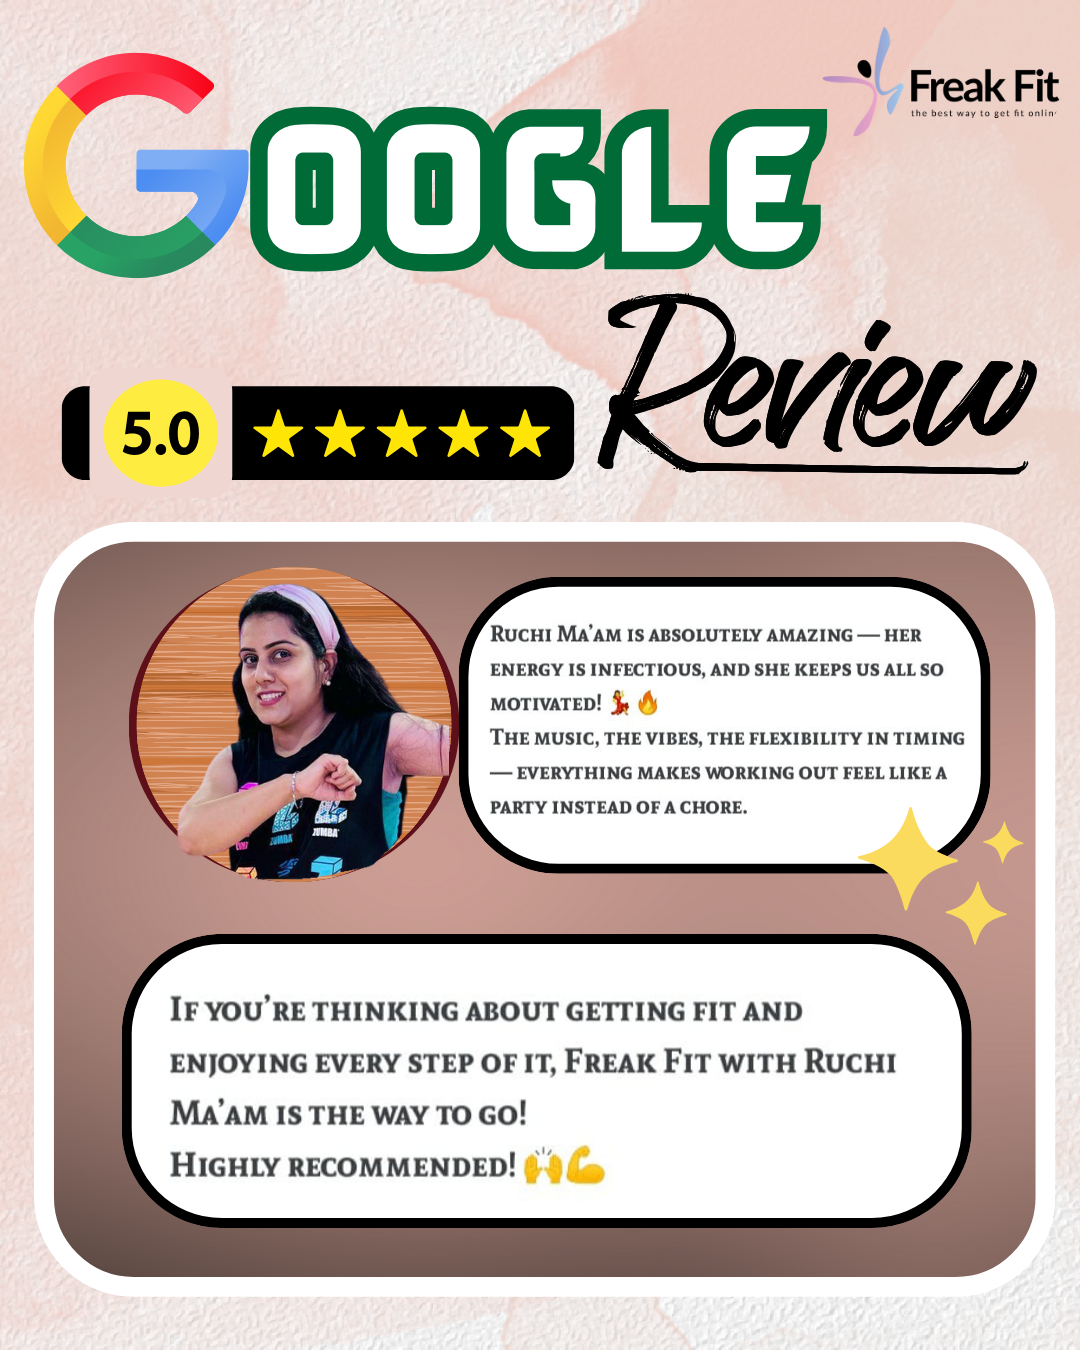 GOOGLE
Freak Fit
the best way to get fit onlin
Review
5.0
Ruchi Ma'am is absolutely amazing — her
energy is infectious, and she keeps us all so
motivated! 💃🔥
The music, the vibes, the flexibility in timing
— everything makes working out feel like a
party instead of a chore.
ZUMBA
ZUMBA
If you're thinking about getting fit and
enjoying every step of it, Freak Fit with Ruchi
Ma'am is the way to go!
Highly recommended! 🙌💪